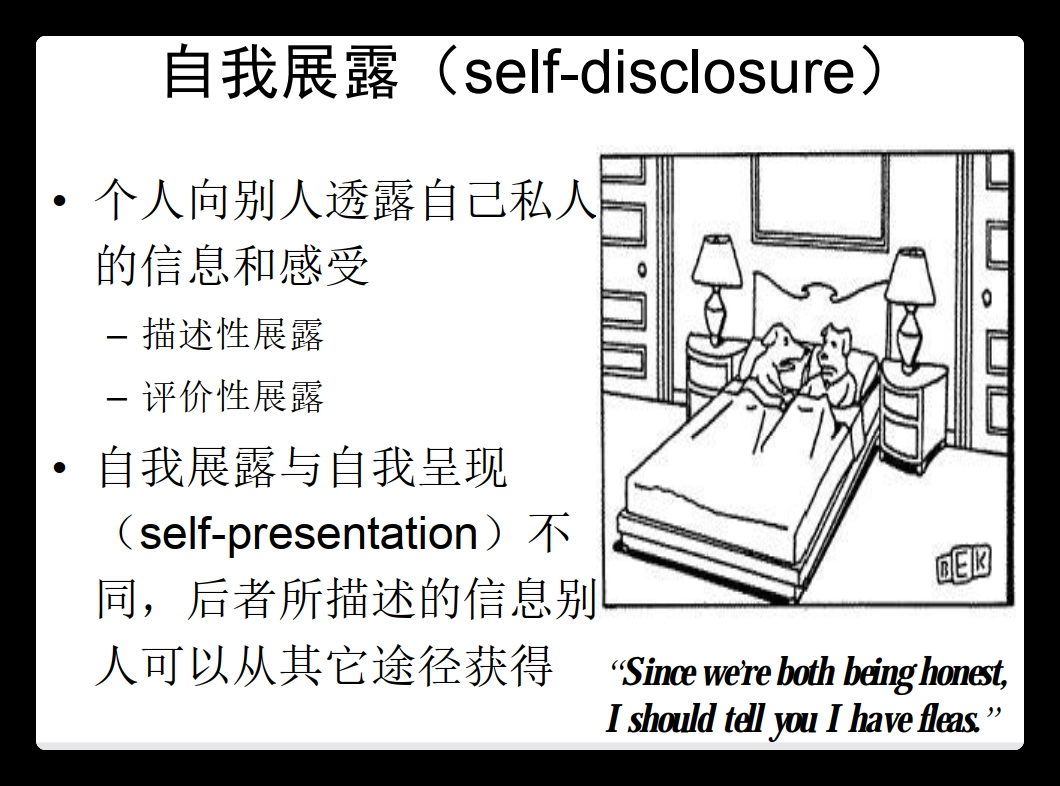 自我展露（self-disclosure）
• 个人向别人透露自己私人
的信息和感受
– 描述性展露
– 评价性展露
• 自我展露与自我呈现
（self-presentation）不
同，后者所描述的信息别
人可以从其它途径获得
BEK
“Since we're both being honest,
I should tell you I have fleas.”